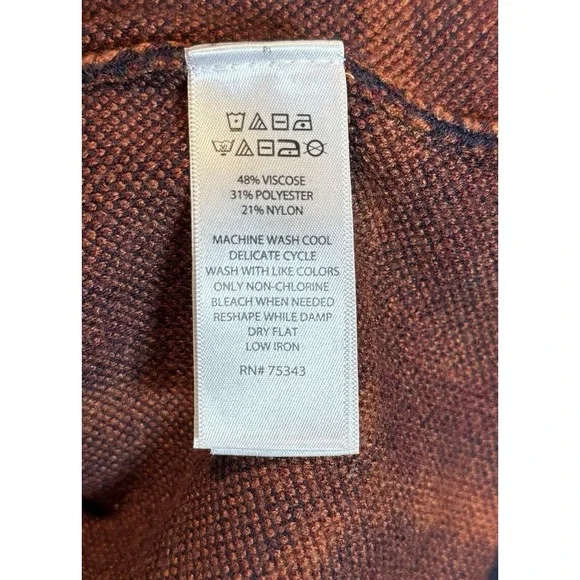 48% VISCOSE
31% POLYESTER
21% NYLON
MACHINE WASH COOL
DELICATE CYCLE
WASH WITH LIKE COLORS
ONLY NON-CHLORINE
BLEACH WHEN NEEDED
RESHAPE WHILE DAMP
DRY FLAT
LOW IRON
RN# 75343